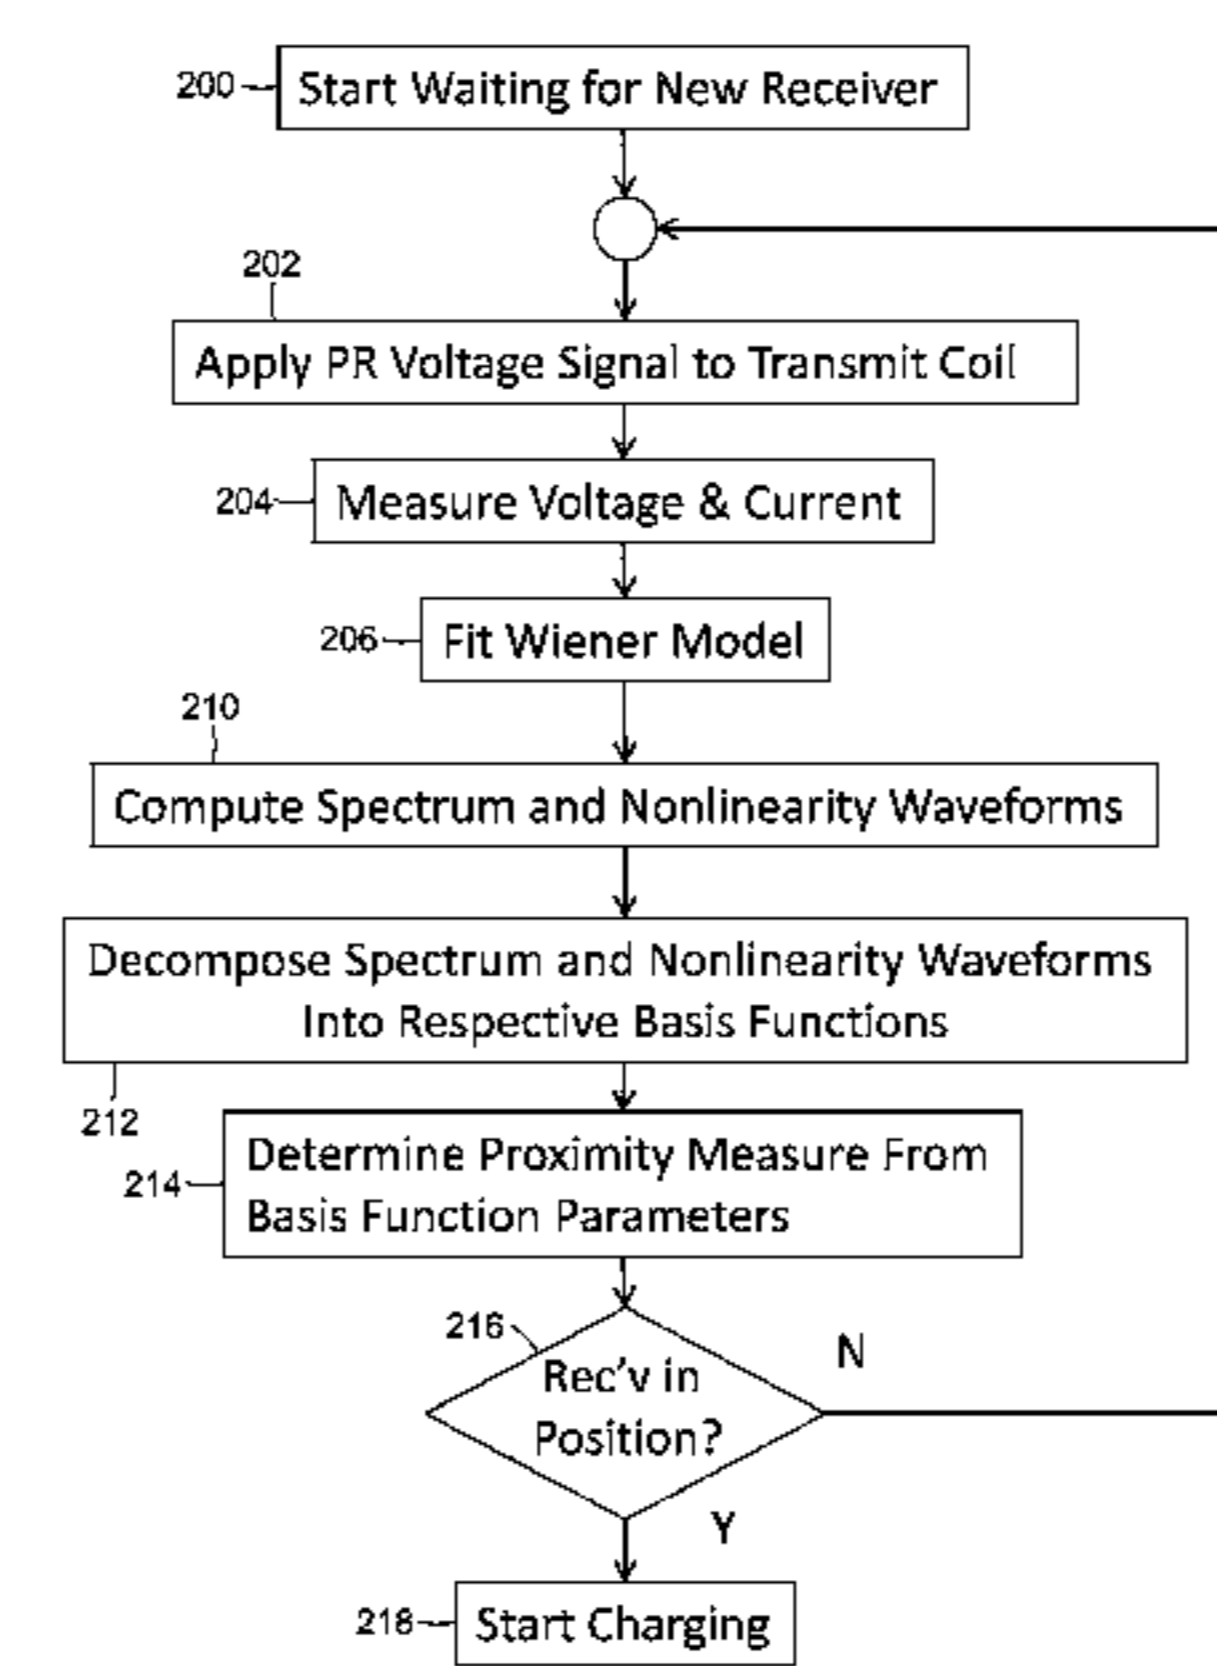 200 Start Waiting for New Receiver
202
Apply PR Voltage Signal to Transmit Coil
204 Measure Voltage & Current
206 Fit Wiener Model
210
Compute Spectrum and Nonlinearity Waveforms
Decompose Spectrum and Nonlinearity Waveforms
Into Respective Basis Functions
212
214 Determine Proximity Measure From
Basis Function Parameters
216
Rec'v in
Position?
N
Y
218 Start Charging